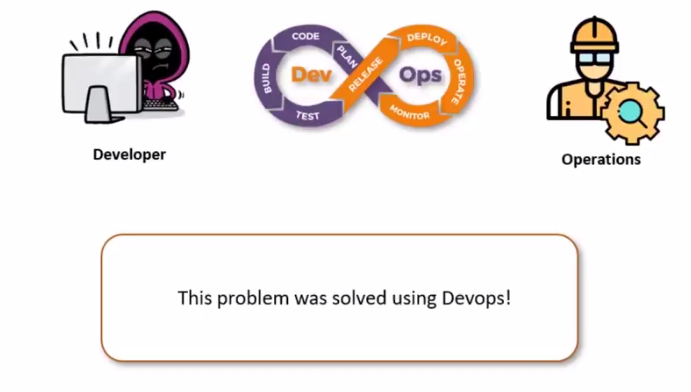 CODE
PLAN
BUILD
TEST
RELEASE
DEPLOY
OPERATE
MONITOR
Dev
Ops
Developer
Operations
This problem was solved using Devops!